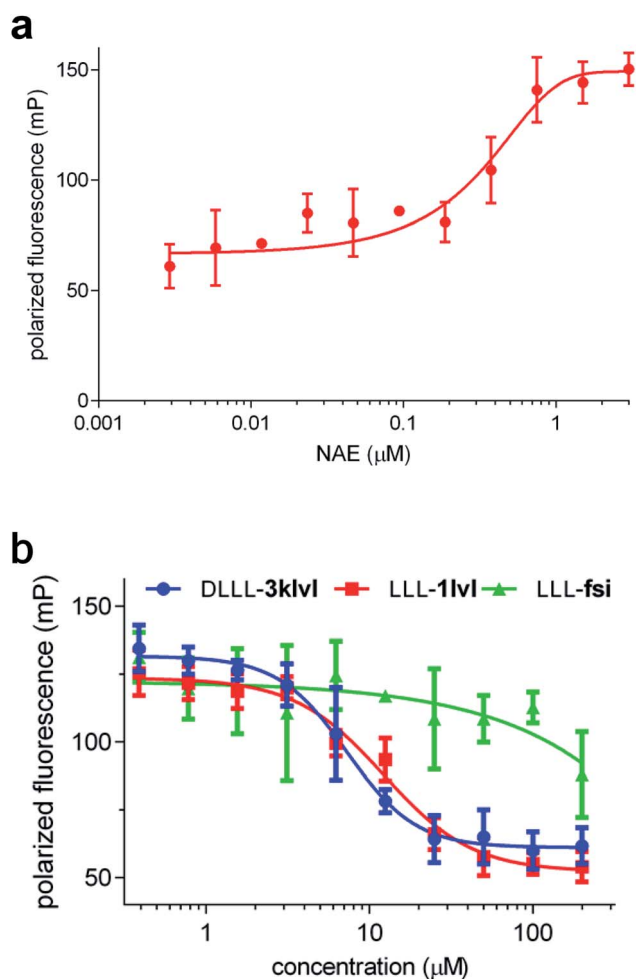 a
polarized fluorescence (mP)
150
100
50
0
0.001
0.01
0.1
1
NAE (μM)
b
DLLL-3klvl LLL-1lvl LLL-fsi
polarized fluorescence (mP)
150
100
50
1
10
100
concentration (μM)